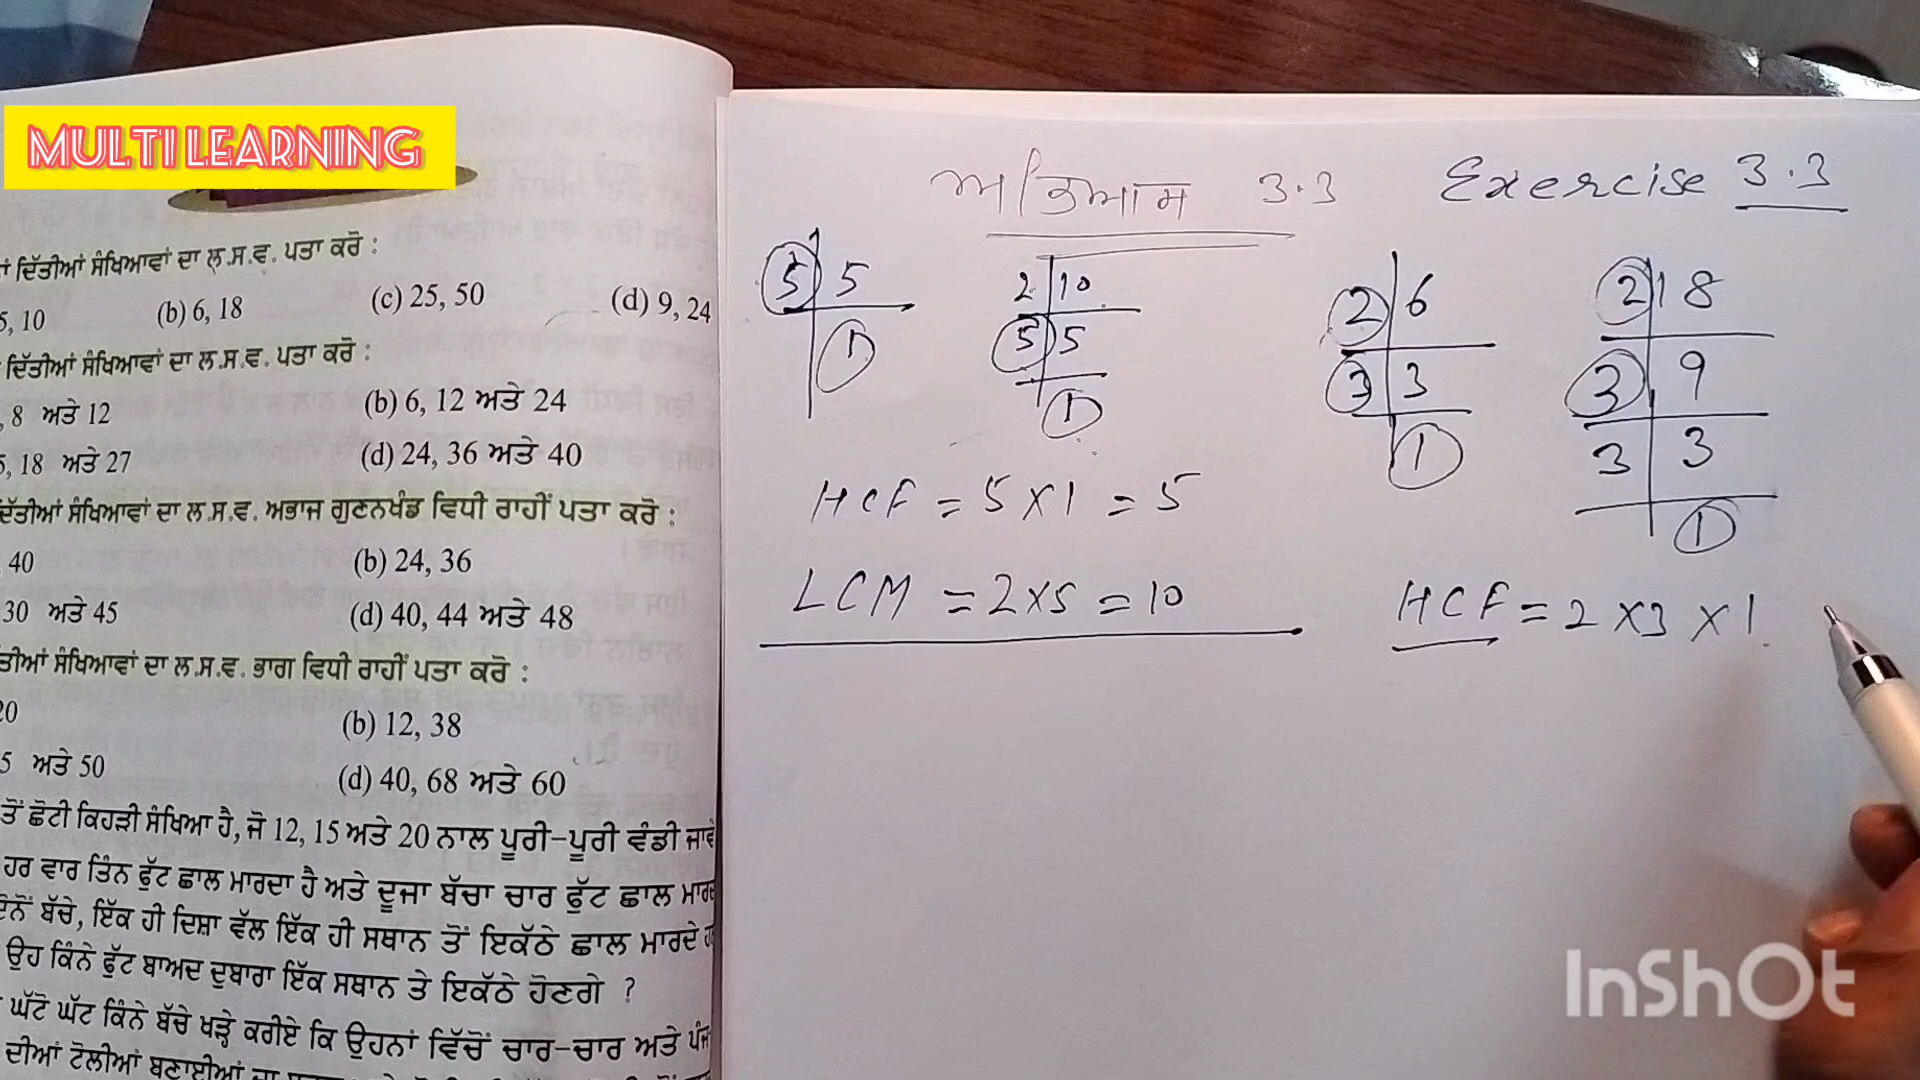 MULTI LEARNING
ਦਿੱਤੀਆਂ ਸੰਖਿਆਵਾਂ ਦਾ ਲ.ਸ.ਵ. ਪਤਾ ਕਰੋ :
5, 10 (b) 6, 18 (c) 25, 50 (d) 9, 24
ਦਿੱਤੀਆਂ ਸੰਖਿਆਵਾਂ ਦਾ ਲ.ਸ.ਵ. ਪਤਾ ਕਰੋ :
, 8 ਅਤੇ 12 (b) 6, 12 ਅਤੇ 24
, 18 ਅਤੇ 27 (d) 24, 36 ਅਤੇ 40
ਦਿੱਤੀਆਂ ਸੰਖਿਆਵਾਂ ਦਾ ਲ.ਸ.ਵ. ਅਭਾਜ ਗੁਣਨਖੰਡ ਵਿਧੀ ਰਾਹੀਂ ਪਤਾ ਕਰੋ :
40 (b) 24, 36
30 ਅਤੇ 45 (d) 40, 44 ਅਤੇ 48
ਸੰਖਿਆਵਾਂ ਦਾ ਲ.ਸ.ਵ. ਭਾਗ ਵਿਧੀ ਰਾਹੀਂ ਪਤਾ ਕਰੋ :
20 (b) 12, 38
5 ਅਤੇ 50 (d) 40, 68 ਅਤੇ 60
ਤੋਂ ਛੋਟੀ ਕਿਹੜੀ ਸੰਖਿਆ ਹੈ, ਜੋ 12, 15 ਅਤੇ 20 ਨਾਲ ਪੂਰੀ-ਪੂਰੀ ਵੰਡੀ ਜਾਵੇ
ਹਰ ਵਾਰ ਤਿੰਨ ਫੁੱਟ ਛਾਲ ਮਾਰਦਾ ਹੈ ਅਤੇ ਦੂਜਾ ਬੱਚਾ ਚਾਰ ਫੁੱਟ ਛਾਲ
ਬੱਚੇ, ਇੱਕ ਹੀ ਦਿਸ਼ਾ ਵੱਲ ਇੱਕ ਹੀ ਸਥਾਨ ਤੋਂ ਇਕੱਠੇ ਛਾਲ ਮਾਰਦੇ
ਉਹ ਕਿੰਨੇ ਫੁੱਟ ਬਾਅਦ ਦੁਬਾਰਾ ਇੱਕ ਸਥਾਨ ਤੇ ਇਕੱਠੇ ਹੋਣਗੇ ?
ਘੱਟੋ ਘੱਟ ਕਿੰਨੇ ਬੱਚੇ ਖੜ੍ਹੇ ਕਰੀਏ ਕਿ ਉਹਨਾਂ ਵਿੱਚੋਂ ਚਾਰ-ਚਾਰ ਅਤੇ ਪੰਜ
ਦੀਆਂ ਟੋਲੀਆਂ ਬਣਾਈਆਂ
ਅਭਿਆਸ 3.3 Exercise 3.3
5 5
1
2 10
5 5
1
HCF = 5 X 1 = 5
LCM = 2 X 5 = 10
2 6
3 3
1
2 18
3 9
3 3
1
HCF = 2 X 3 X 1
InShOt